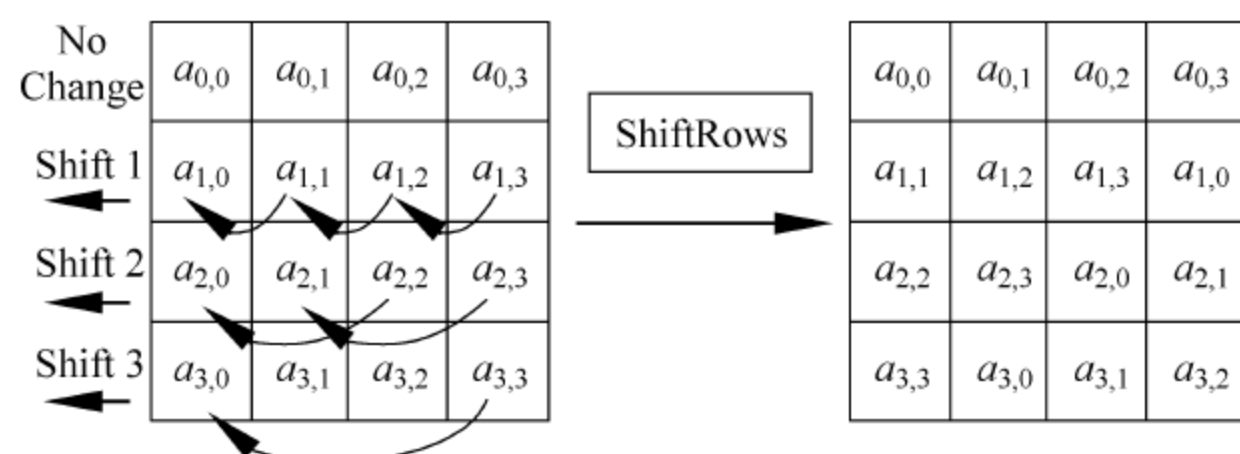 No
Change
a0,0 a0,1 a0,2 a0,3
a0,0 a0,1 a0,2 a0,3
ShiftRows
Shift 1
a1,0 a1,1 a1,2 a1,3
a1,1 a1,2 a1,3 a1,0
Shift 2
a2,0 a2,1 a2,2 a2,3
a2,2 a2,3 a2,0 a2,1
Shift 3
a3,0 a3,1 a3,2 a3,3
a3,3 a3,0 a3,1 a3,2